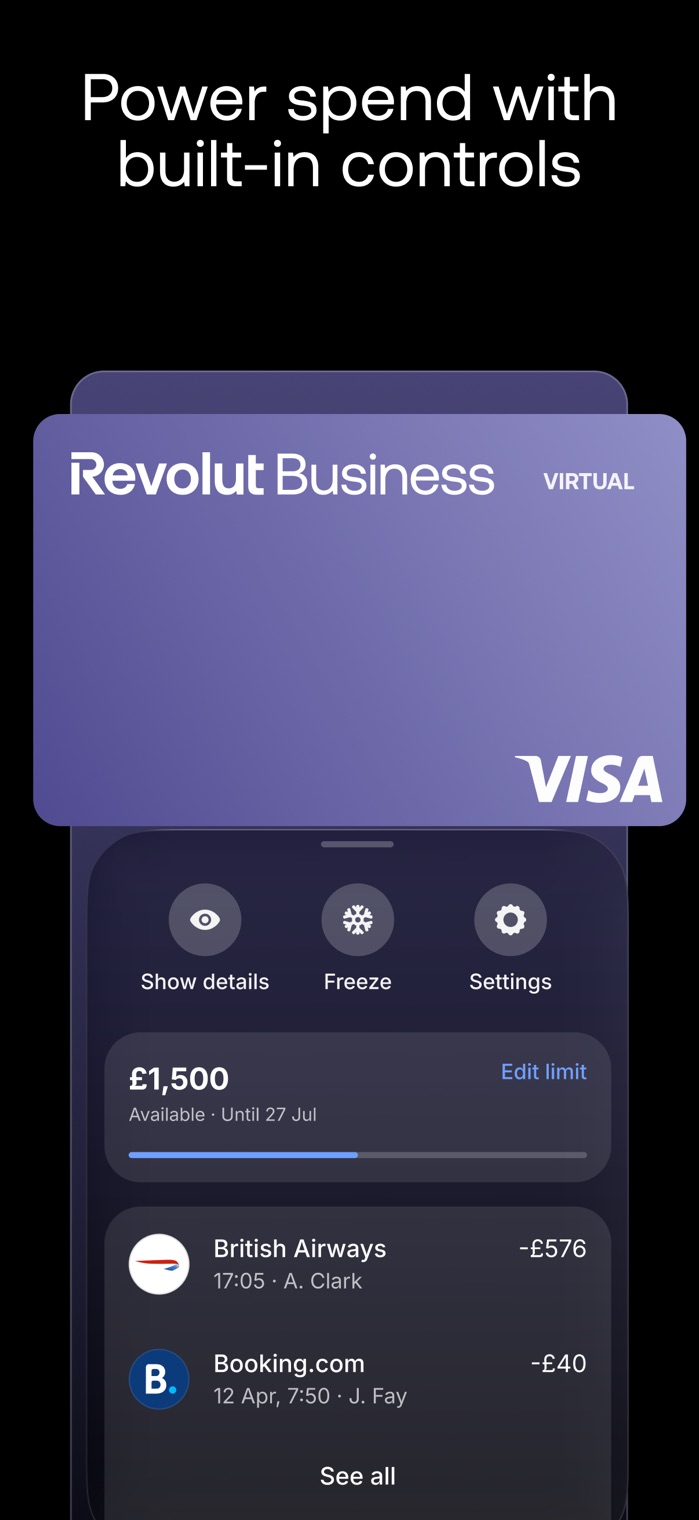 Power spend with
built-in controls
Revolut Business
VIRTUAL
VISA
Show details
Freeze
Settings
£1,500
Edit limit
Available · Until 27 Jul
British Airways
-£576
17:05 · A. Clark
B.
Booking.com
-£40
12 Apr, 7:50 · J. Fay
See all